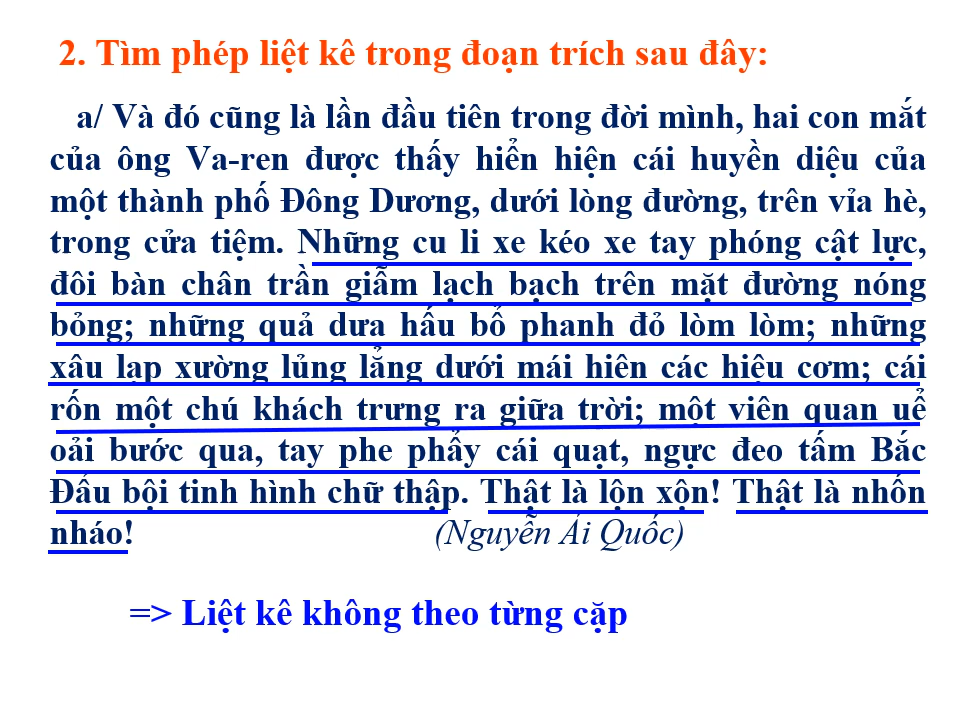 2. Tìm phép liệt kê trong đoạn trích sau đây:
a/ Và đó cũng là lần đầu tiên trong đời mình, hai con mắt
của ông Va-ren được thấy hiển hiện cái huyền diệu của
một thành phố Đông Dương, dưới lòng đường, trên vỉa hè,
trong cửa tiệm. Những cu li xe kéo xe tay phóng cật lực,
đôi bàn chân trần giẫm lạch bạch trên mặt đường nóng
bỏng; những quả dưa hấu bổ phanh đỏ lòm lòm; những
xâu lạp xường lủng lẳng dưới mái hiên các hiệu cơm; cái
rốn một chú khách trưng ra giữa trời; một viên quan uể
oải bước qua, tay phe phẩy cái quạt, ngực đeo tấm Bắc
Đẩu bội tinh hình chữ thập. Thật là lộn xộn! Thật là nhốn
nháo! (Nguyễn Ái Quốc)
=> Liệt kê không theo từng cặp